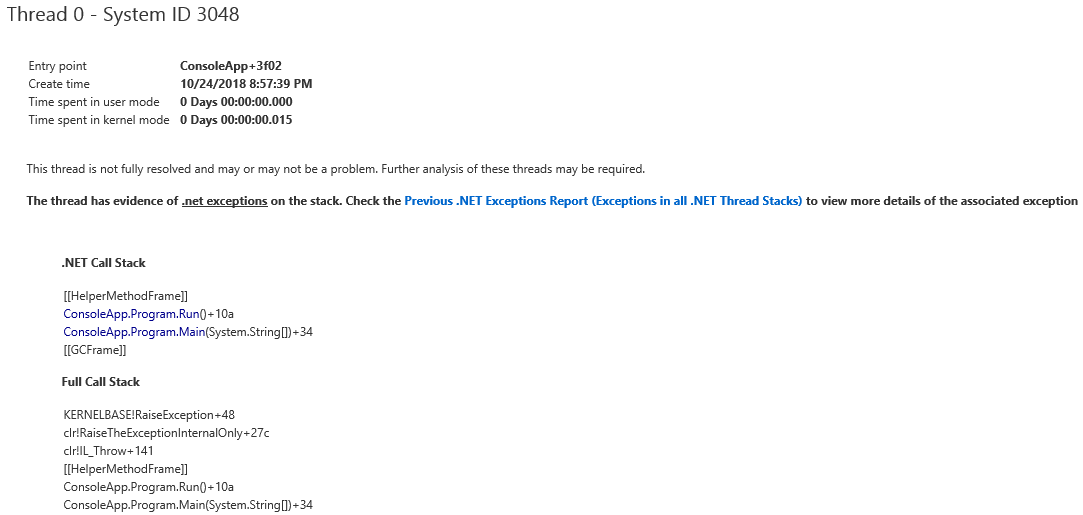 Thread 0 - System ID 3048
Entry point ConsoleApp+3f02
Create time 10/24/2018 8:57:39 PM
Time spent in user mode 0 Days 00:00:00.000
Time spent in kernel mode 0 Days 00:00:00.015
This thread is not fully resolved and may or may not be a problem. Further analysis of these threads may be required.
The thread has evidence of .net exceptions on the stack. Check the Previous .NET Exceptions Report (Exceptions in all .NET Thread Stacks) to view more details of the associated exception
.NET Call Stack
[[HelperMethodFrame]]
ConsoleApp.Program.Run()+10a
ConsoleApp.Program.Main(System.String[])+34
[[GCFrame]]
Full Call Stack
KERNELBASE!RaiseException+48
clr!RaiseTheExceptionInternalOnly+27c
clr!IL_Throw+141
[[HelperMethodFrame]]
ConsoleApp.Program.Run()+10a
ConsoleApp.Program.Main(System.String[])+34